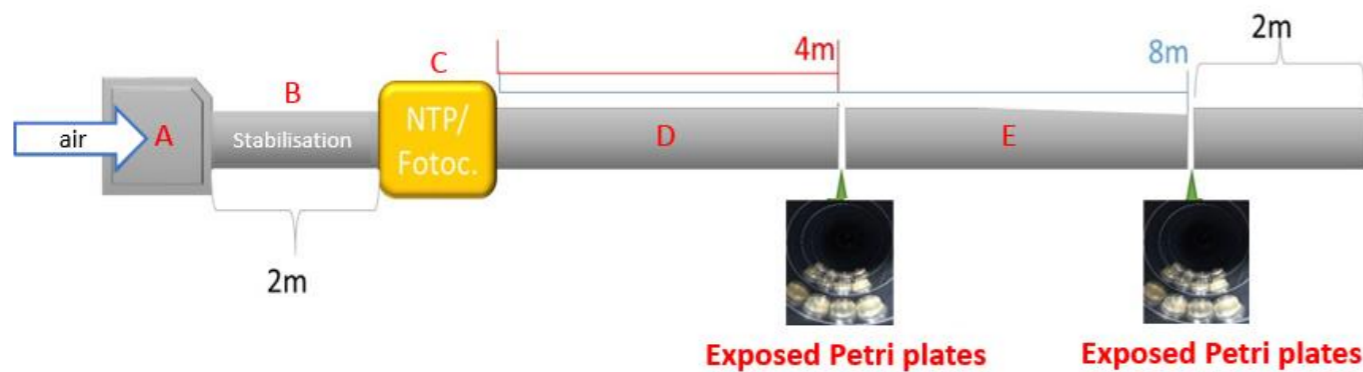 C
4m
8m
2m
B
air
A
Stabilisation
NTP/
Fotoc.
D
E
2m
Exposed Petri plates
Exposed Petri plates